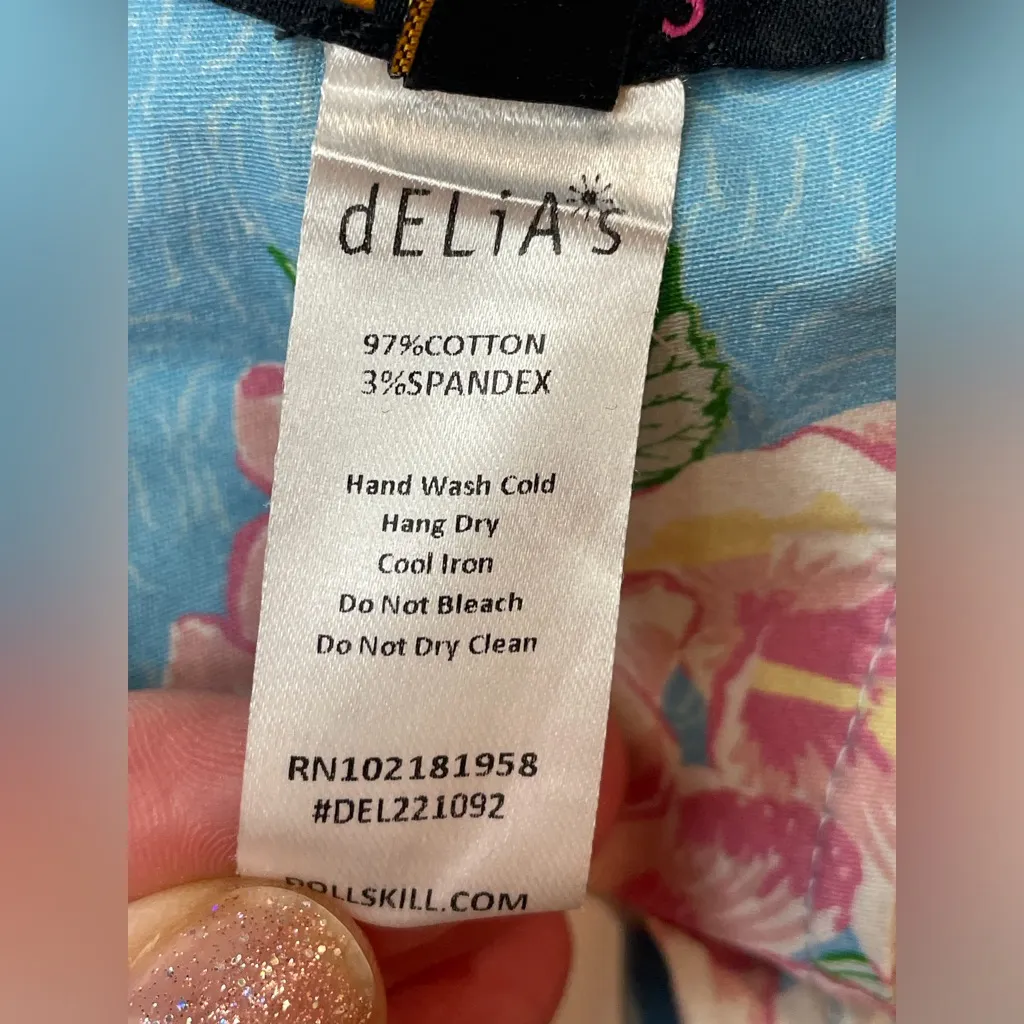 dELiA*s
97%COTTON
3%SPANDEX
Hand Wash Cold
Hang Dry
Cool Iron
Do Not Bleach
Do Not Dry Clean
RN102181958
#DEL221092
DOLLSKILL.COM